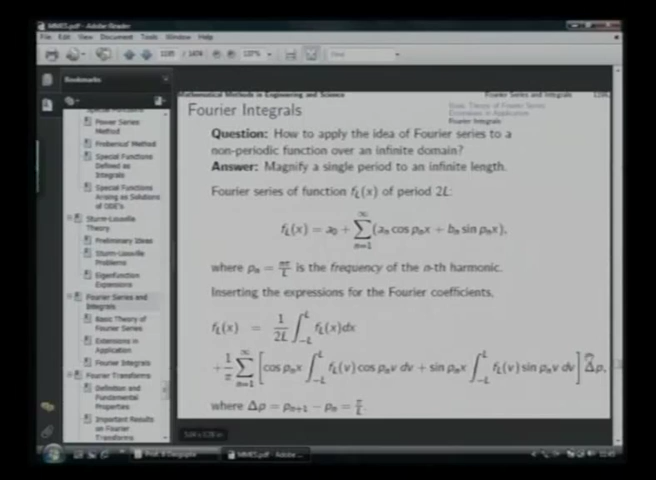 MMES.pdf - Adobe Reader
File Edit View Document Tools Window Help
Bookmarks
Power Series
Method
Frobenius' Method
Special Functions
Defined as
Integrals
Special Functions
Arising as Solutions
of ODE's
Sturm-Liouville
Theory
Preliminary Ideas
Sturm-Liouville
Problems
Eigenfunction
Expansions
Fourier Series and
Integrals
Basic Theory of
Fourier Series
Extensions in
Application
Fourier Integrals
Fourier Transforms
Definition and
Fundamental
Properties
Important Results
on Fourier
Transforms
Mathematical Methods in Engineering and Science
Fourier Series and Integrals
Basic Theory of Fourier Series
Extensions in Application
Fourier Integrals
Fourier Integrals
Question: How to apply the idea of Fourier series to a
non-periodic function over an infinite domain?
Answer: Magnify a single period to an infinite length.
Fourier series of function f_L(x) of period 2L:
f_L(x) = a_0 + ∑_{n=1}^{∞} (a_n cos p_n x + b_n sin p_n x),
where p_n = nπ/L is the frequency of the n-th harmonic.
Inserting the expressions for the Fourier coefficients,
f_L(x) = 1/2L ∫_{-L}^{L} f_L(x)dx
+ 1/π ∑_{n=1}^{∞} [cos p_n x ∫_{-L}^{L} f_L(v) cos p_n v dv + sin p_n x ∫_{-L}^{L} f_L(v) sin p_n v dv] Δp,
where Δp = p_{n+1} − p_n = π/L.
MMES.pdf - Adobe